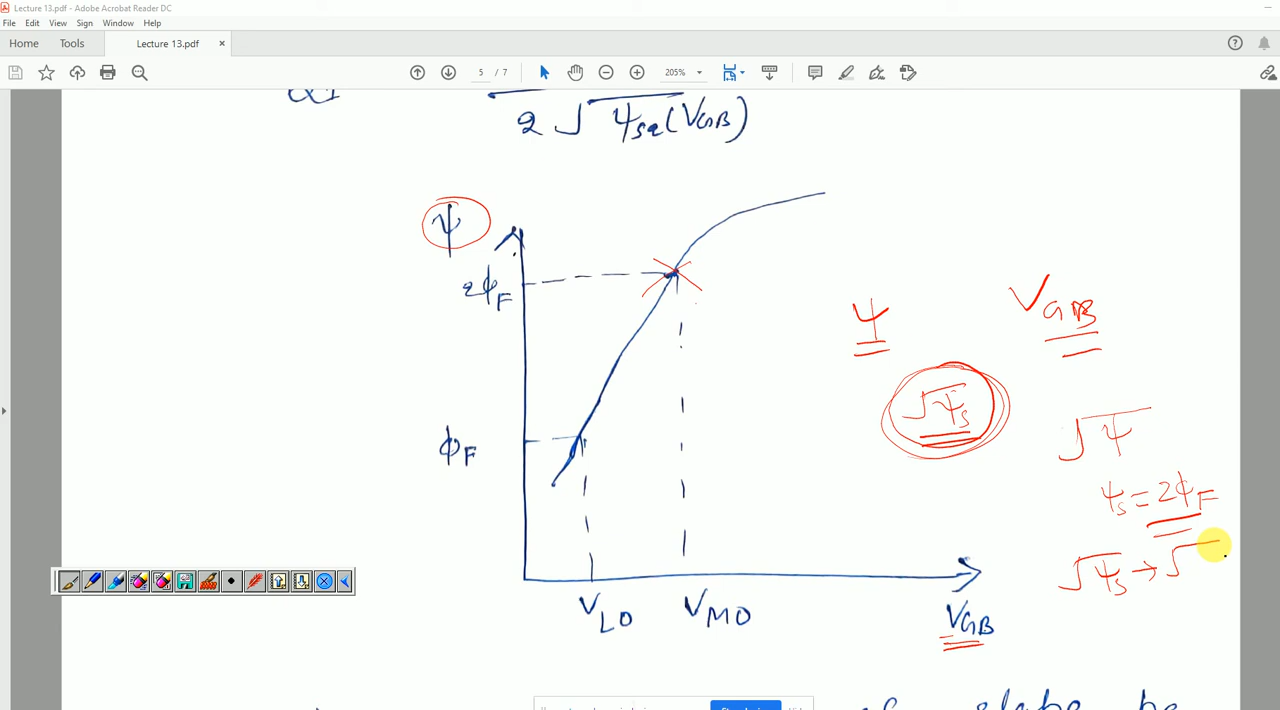 Lecture 13.pdf - Adobe Acrobat Reader DC
File Edit View Sign Window Help
Home Tools Lecture 13.pdf ×
5 / 7 205%
2 √ψsa(VGB)
ψ
2ϕF
ϕF
VLO VMO VGB
ψ VGB
√ψs
√ψ
ψs = 2ϕF
√ψs → √